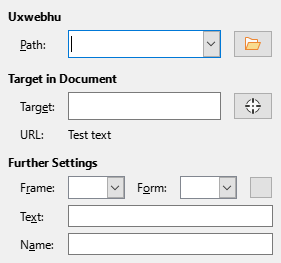 Uxwebhu
Path:
Target in Document
Target:
URL: Test text
Further Settings
Frame: Form:
Text:
Name: